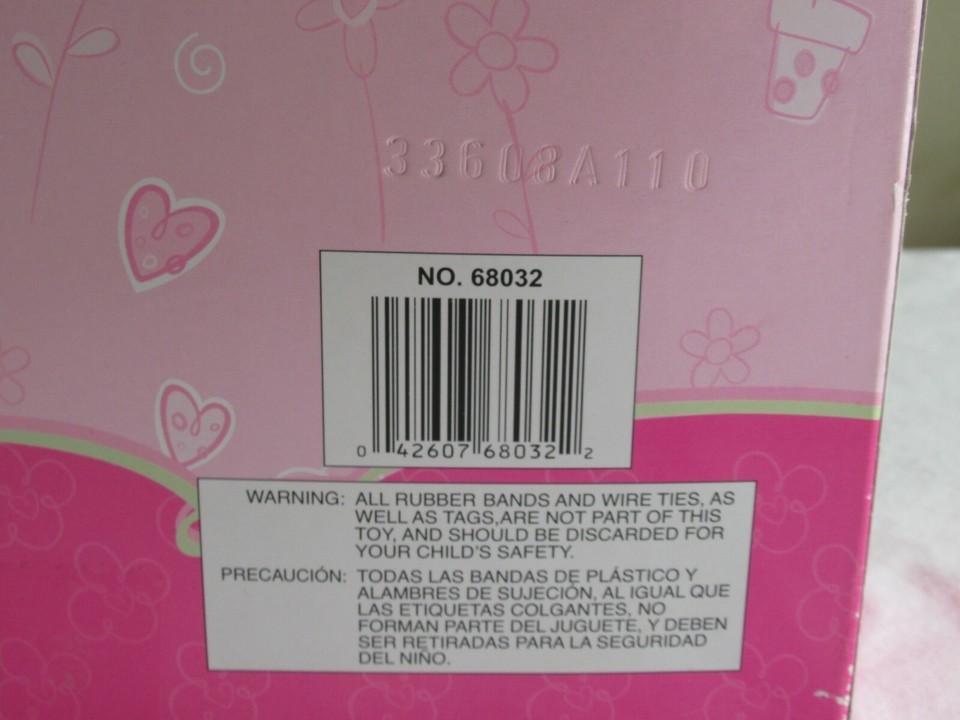 33608A110
NO. 68032
0 42607 68032 2
WARNING: ALL RUBBER BANDS AND WIRE TIES, AS
WELL AS TAGS,ARE NOT PART OF THIS
TOY, AND SHOULD BE DISCARDED FOR
YOUR CHILD'S SAFETY.
PRECAUCIÓN: TODAS LAS BANDAS DE PLÁSTICO Y
ALAMBRES DE SUJECIÓN, AL IGUAL QUE
LAS ETIQUETAS COLGANTES, NO
FORMAN PARTE DEL JUGUETE, Y DEBEN
SER RETIRADAS PARA LA SEGURIDAD
DEL NIÑO.